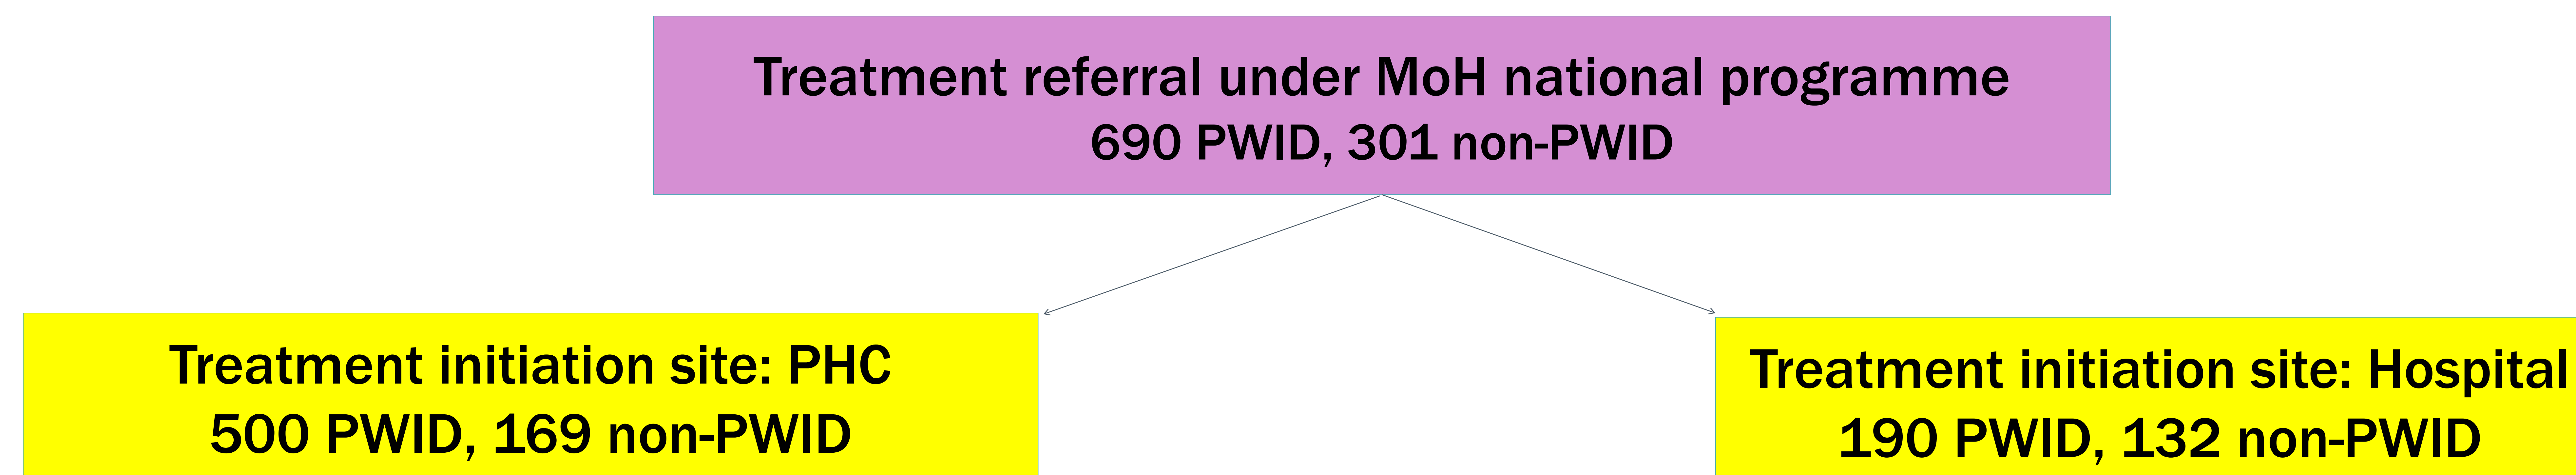 Treatment referral under MoH national programme
690 PWID, 301 non-PWID
Treatment initiation site: PHC
500 PWID, 169 non-PWID
Treatment initiation site: Hospital
190 PWID, 132 non-PWID